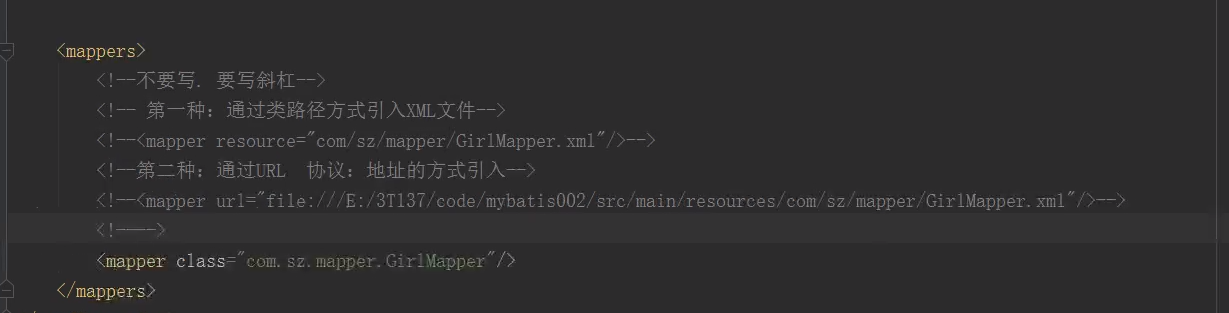 <mappers>
<!--不要写. 要写斜杠-->
<!-- 第一种：通过类路径方式引入XML文件-->
<!--<mapper resource="com/sz/mapper/GirlMapper.xml"/>-->
<!--第二种：通过URL 协议：地址的方式引入-->
<!--<mapper url="file:///E:/3T137/code/mybatis002/src/main/resources/com/sz/mapper/GirlMapper.xml"/>-->
<!---->
<mapper class="com.sz.mapper.GirlMapper"/>
</mappers>